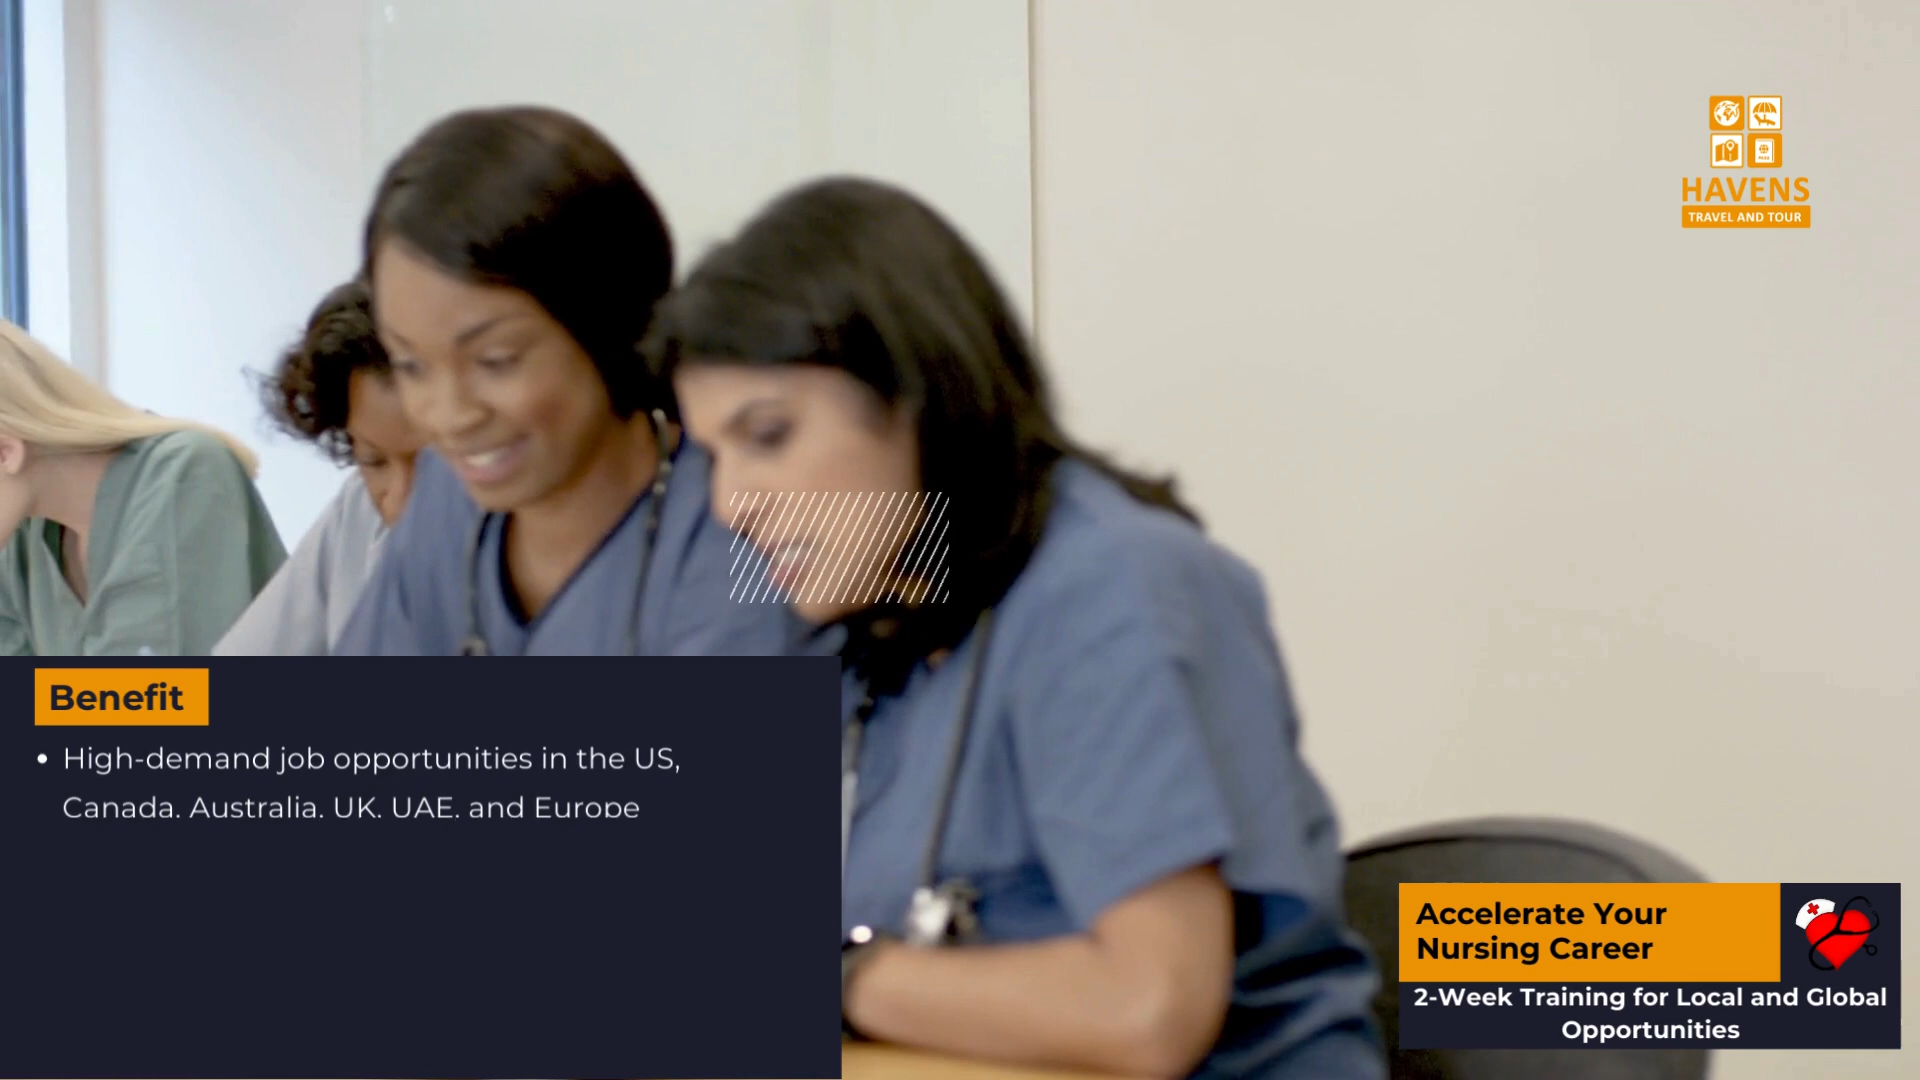 HAVENS
TRAVEL AND TOUR
Benefit
• High-demand job opportunities in the US,
Canada, Australia, UK, UAE, and Europe
Accelerate Your
Nursing Career
2-Week Training for Local and Global
Opportunities